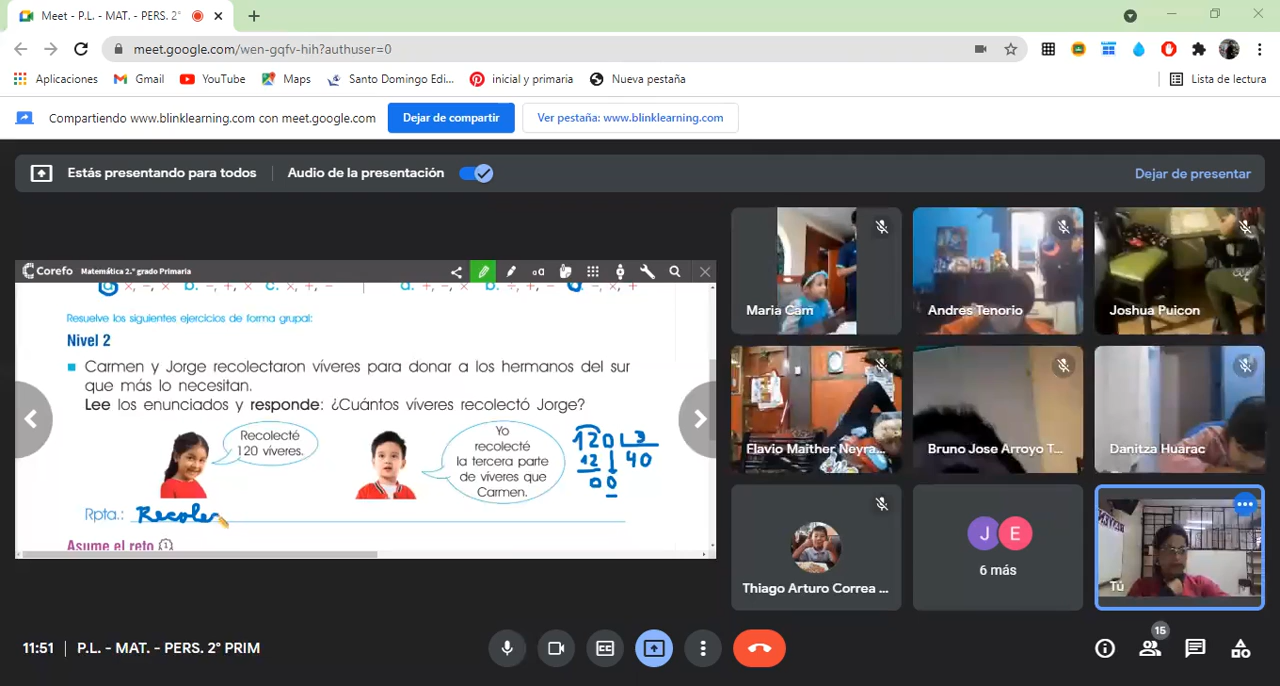 Meet - P.L. - MAT. - PERS. 2°
meet.google.com/wen-gqfv-hih?authuser=0
Aplicaciones
Gmail
YouTube
Maps
Santo Domingo Edi...
inicial y primaria
Nueva pestaña
Lista de lectura
Compartiendo www.blinklearning.com con meet.google.com
Dejar de compartir
Ver pestaña: www.blinklearning.com
Estás presentando para todos
Audio de la presentación
Dejar de presentar
Corefo Matemática 2.° grado Primaria
aA
×, −, × b. −, +, × c. ×, +, − a. +, −, × b. ÷, +, − −, ×, +
Resuelve los siguientes ejercicios de forma grupal:
Nivel 2
Carmen y Jorge recolectaron víveres para donar a los hermanos del sur
que más lo necesitan.
Lee los enunciados y responde: ¿Cuántos víveres recolectó Jorge?
Recolecté
120 víveres.
Yo
recolecté
la tercera parte
de víveres que
Carmen.
120 3
12 40
00
Rpta.: Recolec
Asume el reto 1
Maria Cam
Andres Tenorio
Joshua Puicon
Flavio Maither Neyra...
Bruno Jose Arroyo T...
Danitza Huarac
Thiago Arturo Correa ...
J E
6 más
Tú
11:51 P.L. - MAT. - PERS. 2° PRIM
CC
15